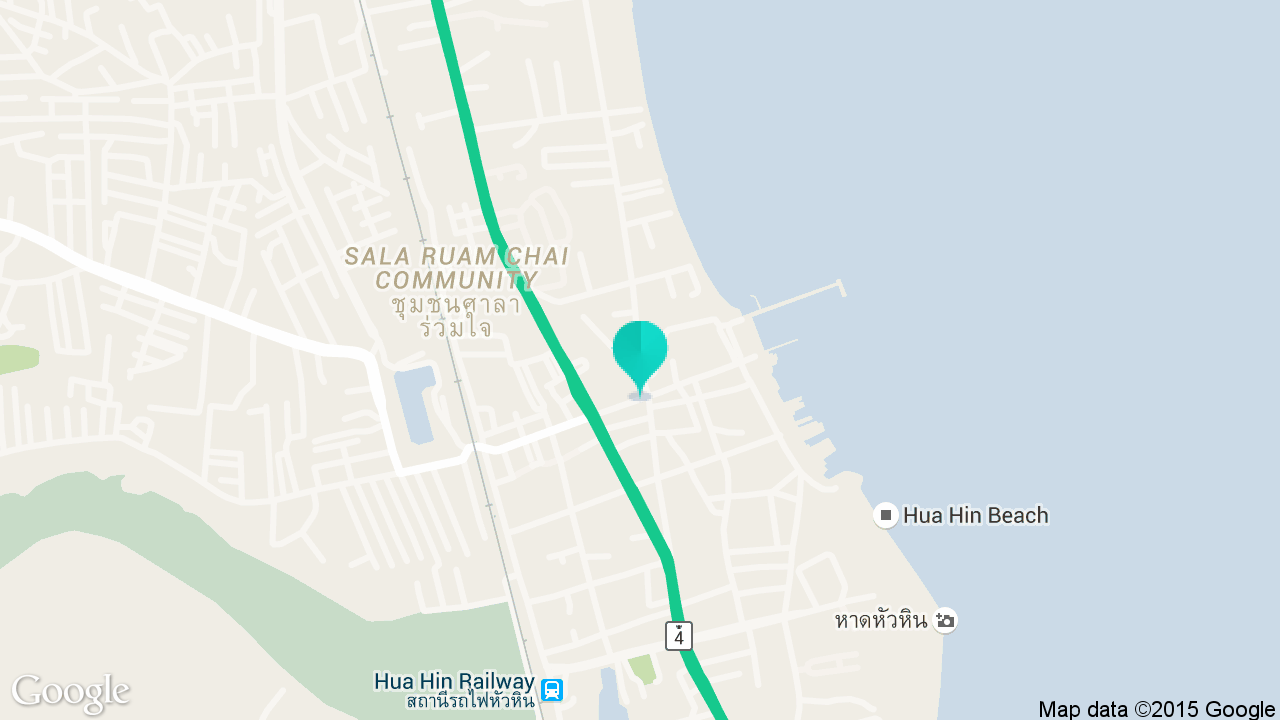 SALA RUAM CHAI
COMMUNITY
ชุมชนศาลา
ร่วมใจ
Hua Hin Beach
หาดหัวหิน
4
Hua Hin Railway
สถานีรถไฟหัวหิน
Google
Map data ©2015 Google